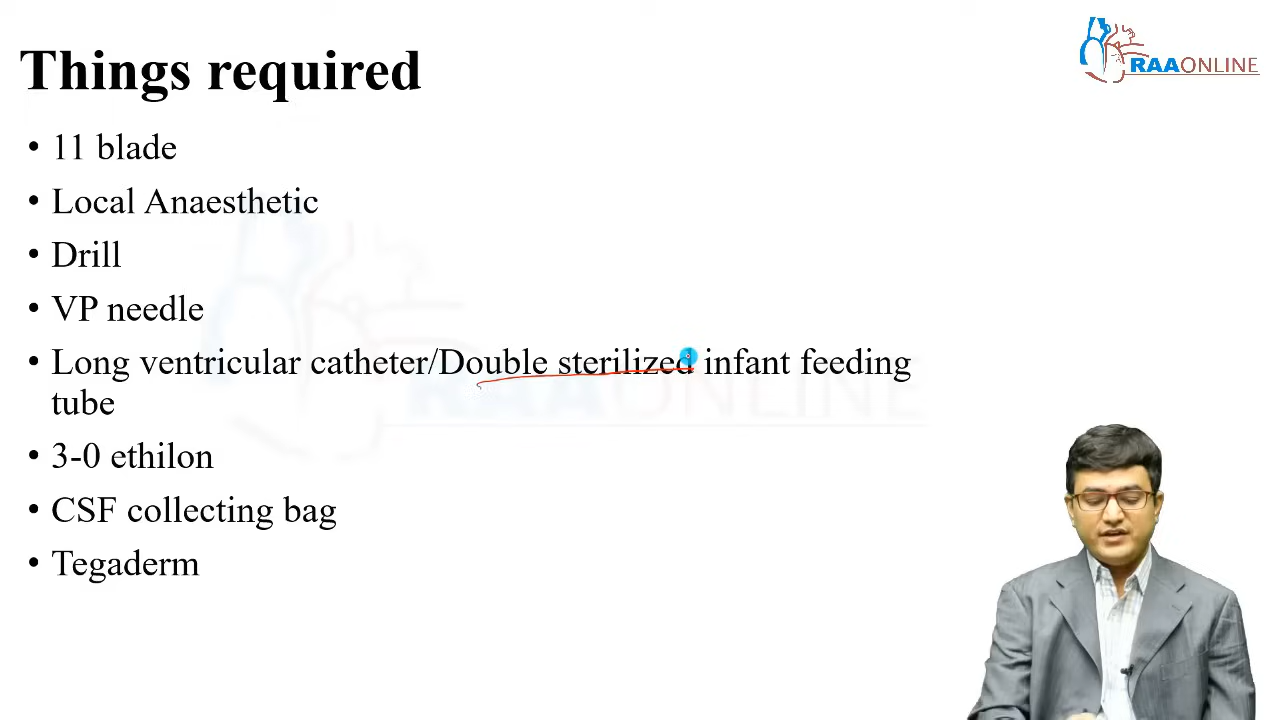 Things required
RAAONLINE
• 11 blade
• Local Anaesthetic
• Drill
• VP needle
• Long ventricular catheter/Double sterilized infant feeding
tube
• 3-0 ethilon
• CSF collecting bag
• Tegaderm
RAAONLINE